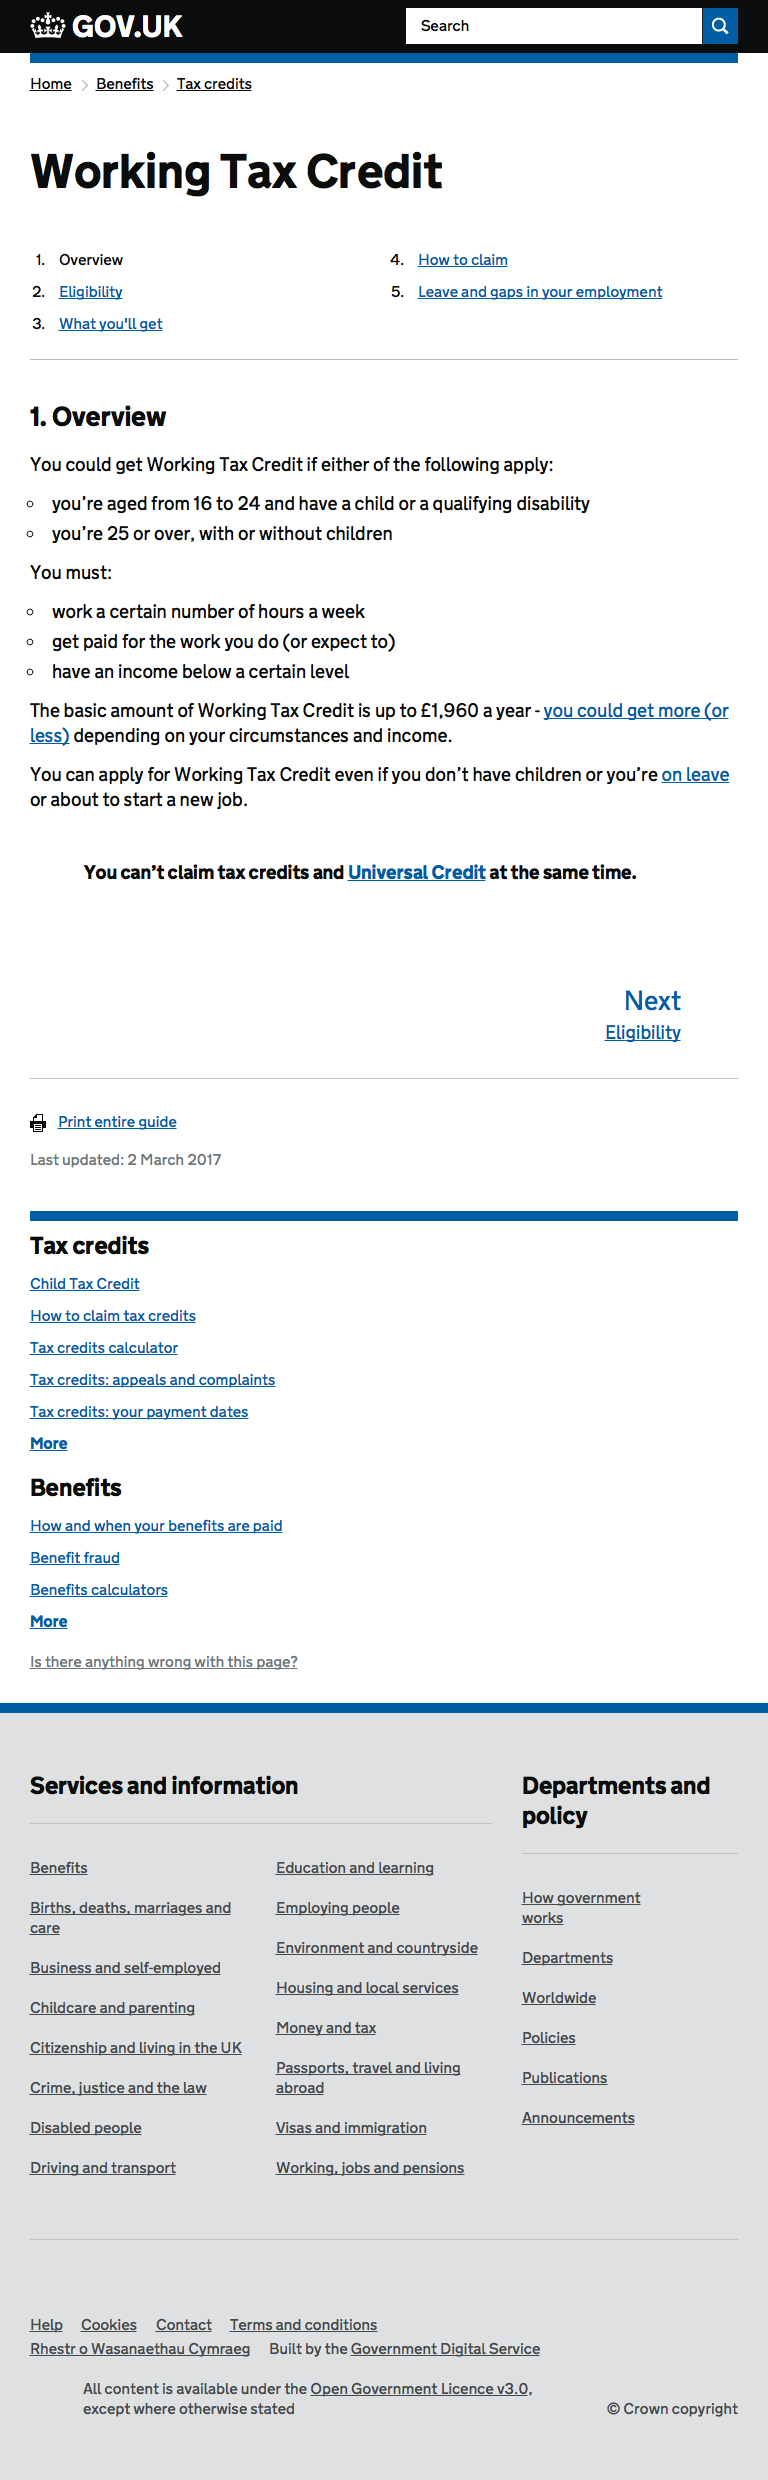 GOV.UK
Search
Home
Benefits
Tax credits
Working Tax Credit
1. Overview
2. Eligibility
3. What you'll get
4. How to claim
5. Leave and gaps in your employment
1. Overview
You could get Working Tax Credit if either of the following apply:
you’re aged from 16 to 24 and have a child or a qualifying disability
you’re 25 or over, with or without children
You must:
work a certain number of hours a week
get paid for the work you do (or expect to)
have an income below a certain level
The basic amount of Working Tax Credit is up to £1,960 a year - you could get more (or
less) depending on your circumstances and income.
You can apply for Working Tax Credit even if you don’t have children or you’re on leave
or about to start a new job.
You can’t claim tax credits and Universal Credit at the same time.
Next
Eligibility
Print entire guide
Last updated: 2 March 2017
Tax credits
Child Tax Credit
How to claim tax credits
Tax credits calculator
Tax credits: appeals and complaints
Tax credits: your payment dates
More
Benefits
How and when your benefits are paid
Benefit fraud
Benefits calculators
More
Is there anything wrong with this page?
Services and information
Benefits
Births, deaths, marriages and
care
Business and self-employed
Childcare and parenting
Citizenship and living in the UK
Crime, justice and the law
Disabled people
Driving and transport
Education and learning
Employing people
Environment and countryside
Housing and local services
Money and tax
Passports, travel and living
abroad
Visas and immigration
Working, jobs and pensions
Departments and
policy
How government
works
Departments
Worldwide
Policies
Publications
Announcements
Help Cookies Contact Terms and conditions
Rhestr o Wasanaethau Cymraeg Built by the Government Digital Service
All content is available under the Open Government Licence v3.0,
except where otherwise stated
© Crown copyright